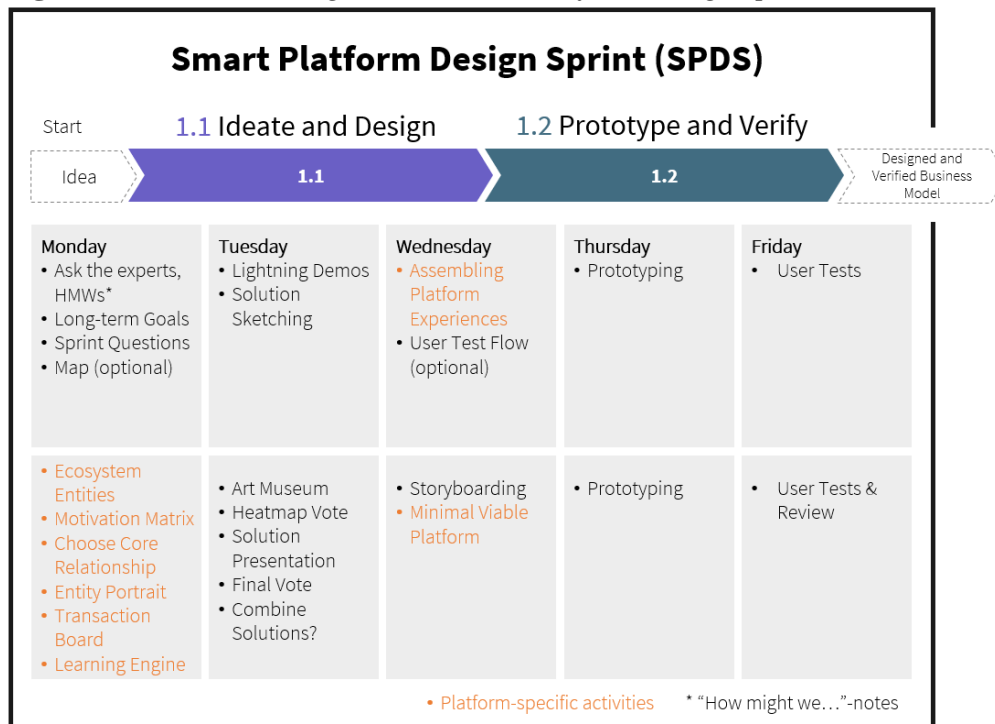 Smart Platform Design Sprint (SPDS)
Start
1.1 Ideate and Design
1.2 Prototype and Verify
Idea
1.1
1.2
Designed and
Verified Business
Model
Monday
• Ask the experts,
HMWs*
• Long-term Goals
• Sprint Questions
• Map (optional)
Tuesday
• Lightning Demos
• Solution
Sketching
Wednesday
• Assembling
Platform
Experiences
• User Test Flow
(optional)
Thursday
• Prototyping
Friday
• User Tests
• Ecosystem
Entities
• Motivation Matrix
• Choose Core
Relationship
• Entity Portrait
• Transaction
Board
• Learning Engine
• Art Museum
• Heatmap Vote
• Solution
Presentation
• Final Vote
• Combine
Solutions?
• Storyboarding
• Minimal Viable
Platform
• Prototyping
• User Tests &
Review
• Platform-specific activities
* “How might we…”-notes